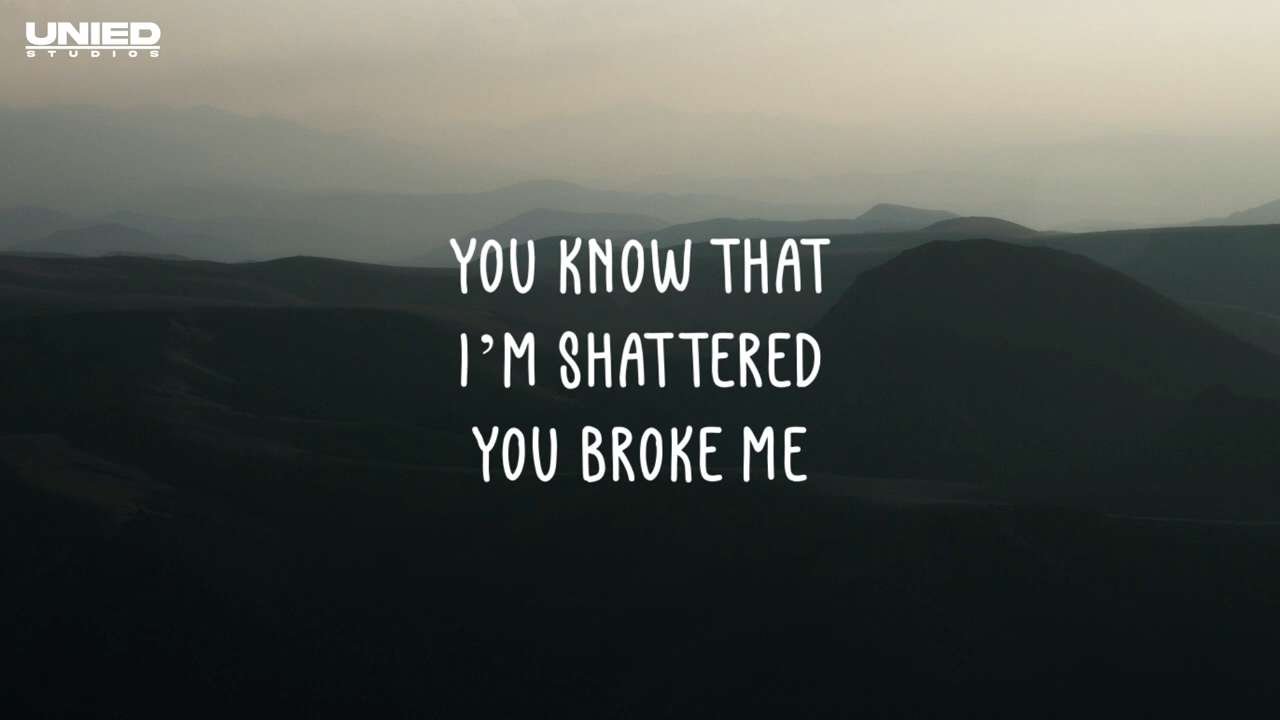 UNIED
STUDIOS
YOU KNOW THAT
I'M SHATTERED
YOU BROKE ME